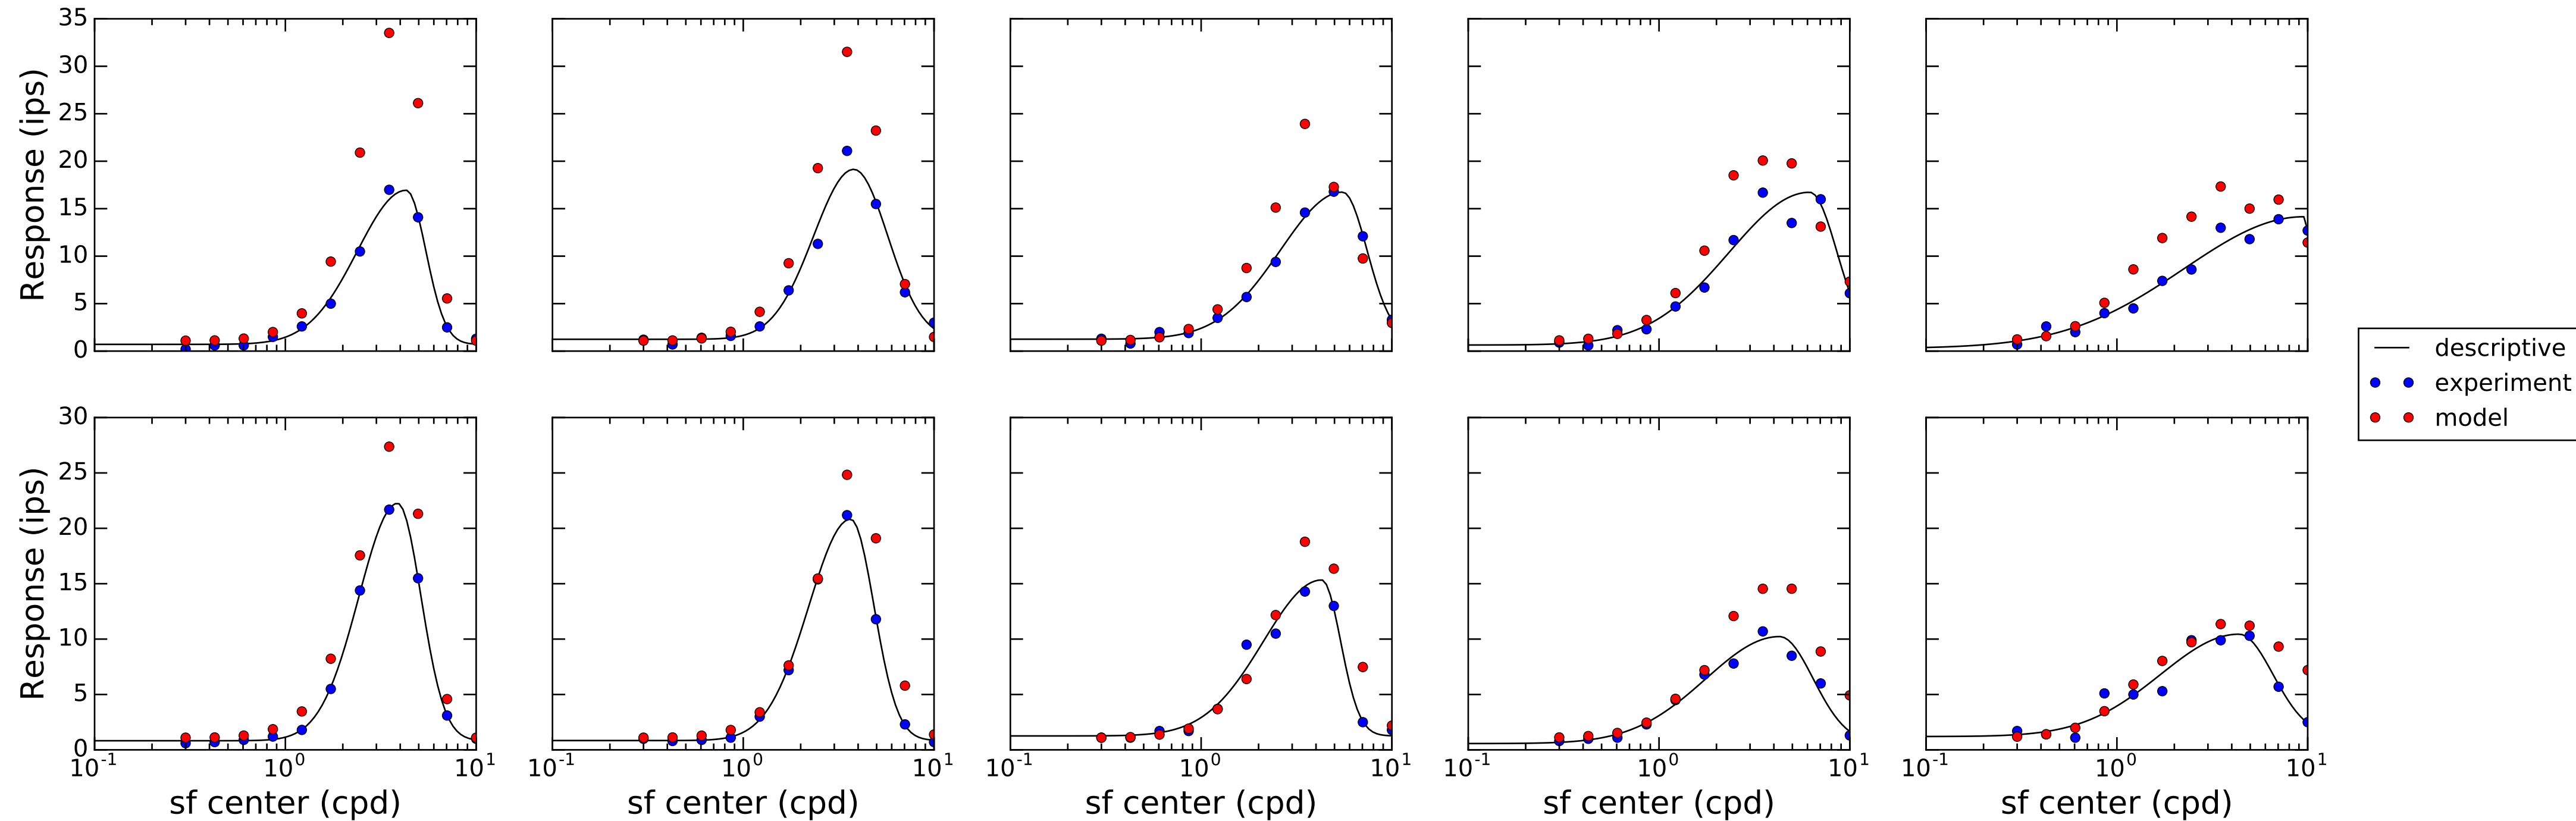 35
30
25
20
15
10
5
0
Response (ips)
30
25
20
15
10
5
0
Response (ips)
10^-1 10^0 10^1
10^-1 10^0 10^1
10^-1 10^0 10^1
10^-1 10^0 10^1
10^-1 10^0 10^1
sf center (cpd)
sf center (cpd)
sf center (cpd)
sf center (cpd)
sf center (cpd)
descriptive
experiment
model